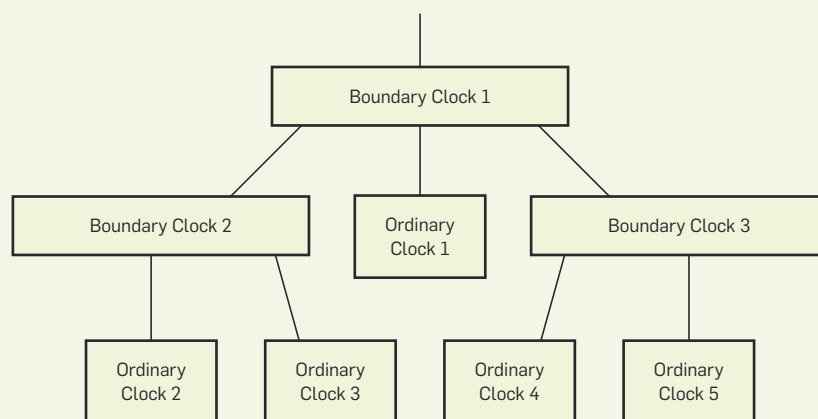 Boundary Clock 1
Boundary Clock 2
Ordinary
Clock 1
Boundary Clock 3
Ordinary
Clock 2
Ordinary
Clock 3
Ordinary
Clock 4
Ordinary
Clock 5